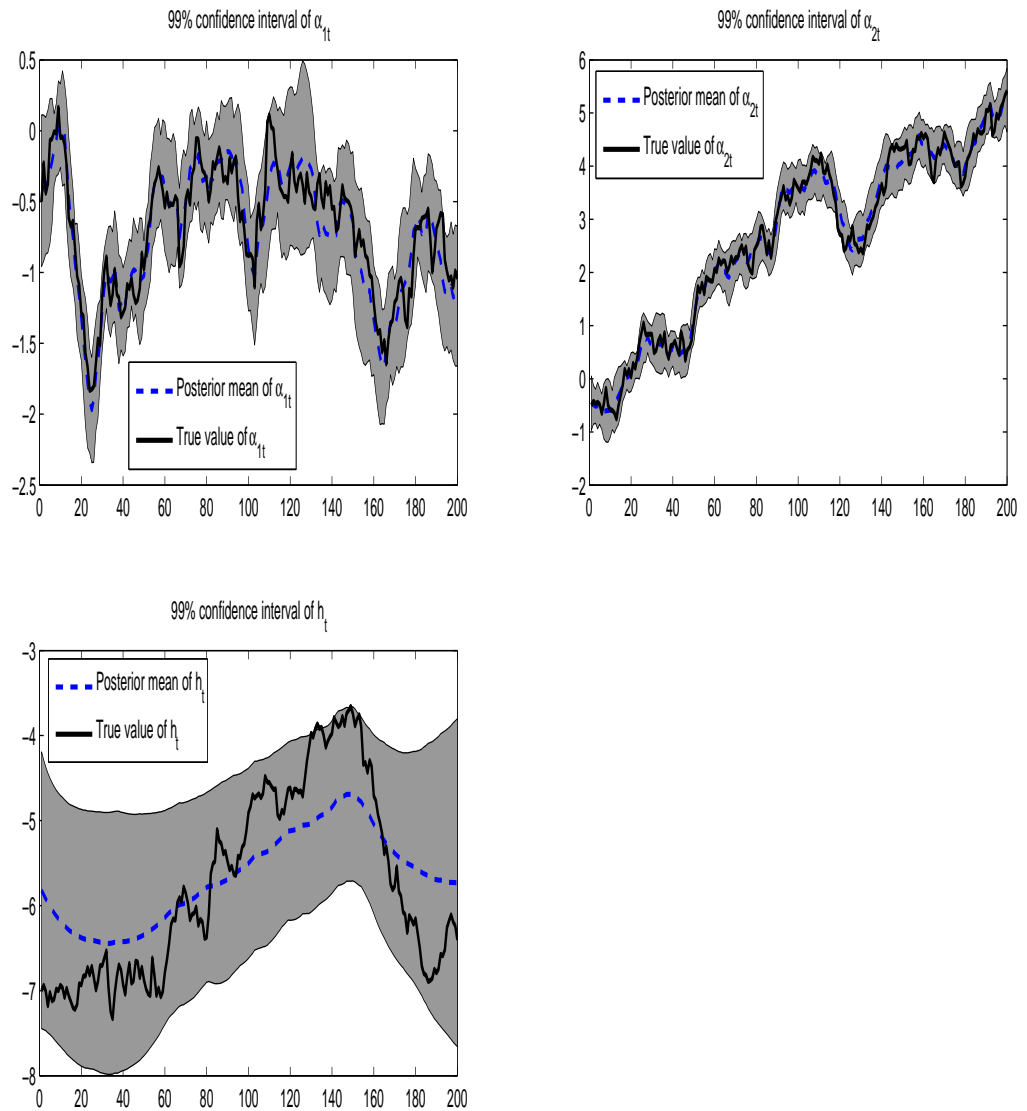 99% confidence interval of α1t
0.5
0
−0.5
−1
−1.5
−2
−2.5
Posterior mean of α1t
True value of α1t
0 20 40 60 80 100 120 140 160 180 200
99% confidence interval of α2t
6
5
4
3
2
1
0
−1
−2
Posterior mean of α2t
True value of α2t
0 20 40 60 80 100 120 140 160 180 200
99% confidence interval of ht
−3
−4
−5
−6
−7
−8
Posterior mean of ht
True value of ht
0 20 40 60 80 100 120 140 160 180 200